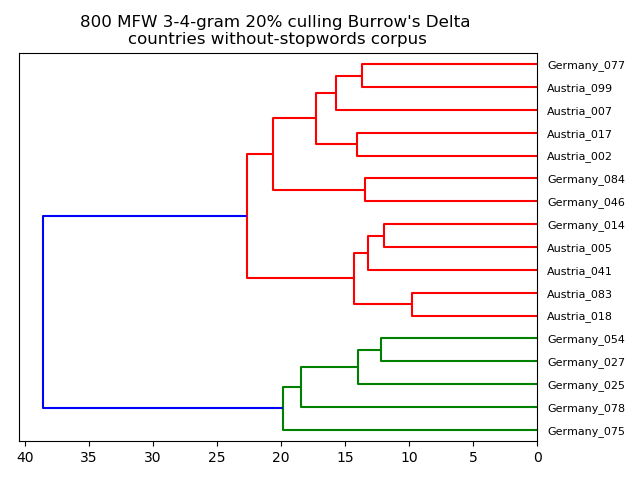 800 MFW 3-4-gram 20% culling Burrow's Delta
countries without-stopwords corpus
Germany_077
Austria_099
Austria_007
Austria_017
Austria_002
Germany_084
Germany_046
Germany_014
Austria_005
Austria_041
Austria_083
Austria_018
Germany_054
Germany_027
Germany_025
Germany_078
Germany_075
40 35 30 25 20 15 10 5 0